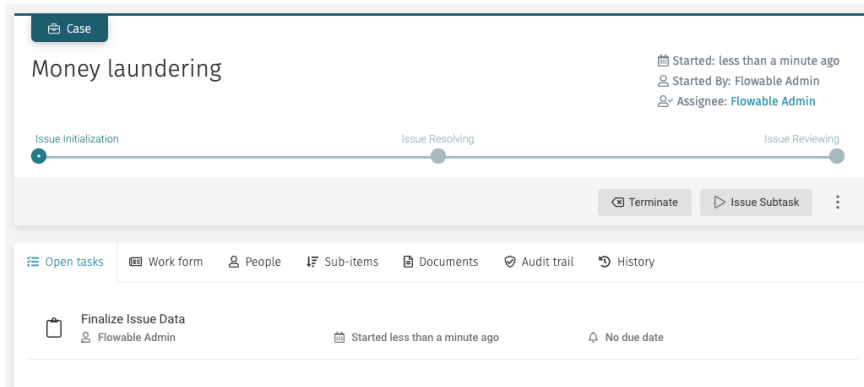 Case
Money laundering
Started: less than a minute ago
Started By: Flowable Admin
Assignee: Flowable Admin
Issue Initialization
Issue Resolving
Issue Reviewing
Terminate
Issue Subtask
Open tasks
Work form
People
Sub-items
Documents
Audit trail
History
Finalize Issue Data
Flowable Admin
Started less than a minute ago
No due date